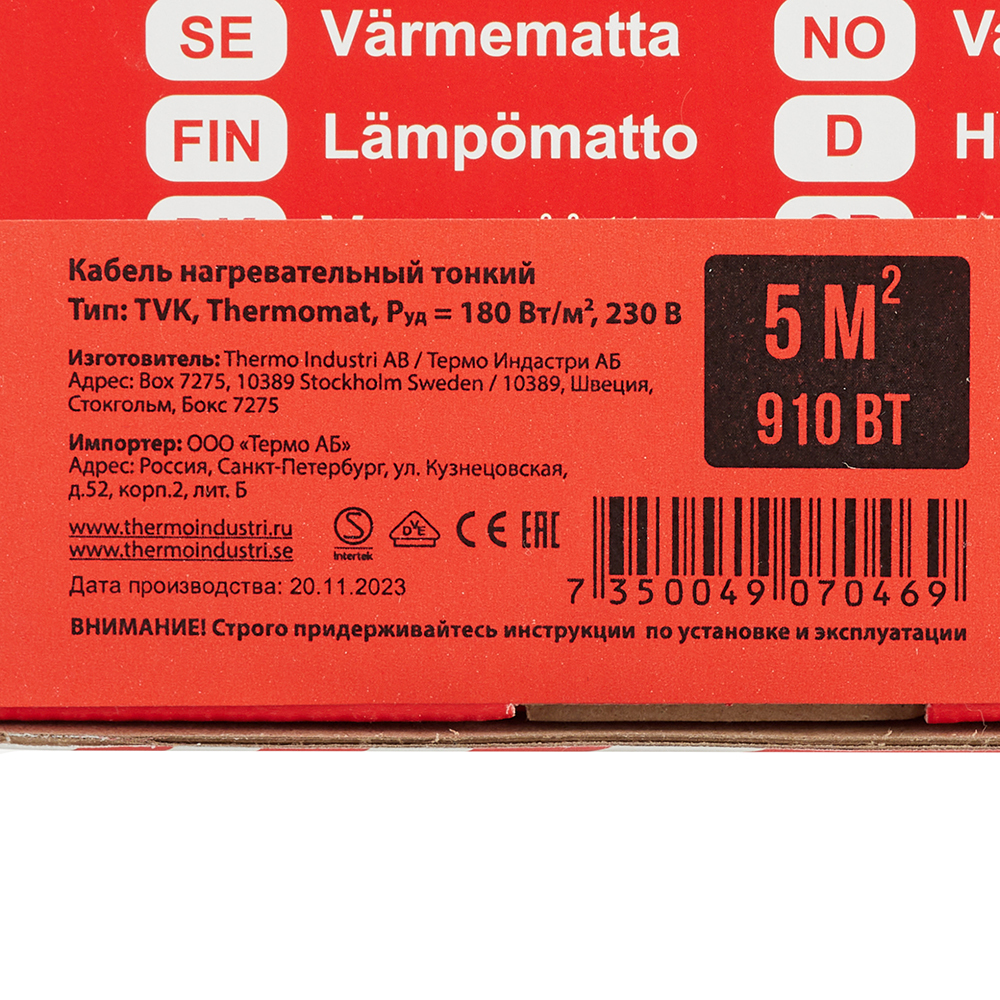 SE Värmematta NO
FIN Lämpömatto D H
Кабель нагревательный тонкий
Тип: TVK, Thermomat, Pуд = 180 Вт/м², 230 В
5 М²
910 ВТ
Изготовитель: Thermo Industri AB / Термо Индастри АБ
Адрес: Box 7275, 10389 Stockholm Sweden / 10389, Швеция,
Стокгольм, Бокс 7275
Импортер: ООО «Термо АБ»
Адрес: Россия, Санкт-Петербург, ул. Кузнецовская,
д.52, корп.2, лит. Б
www.thermoindustri.ru
www.thermoindustri.se
S Intertek DVE CE EAC
Дата производства: 20.11.2023
7 350049 070469
ВНИМАНИЕ! Строго придерживайтесь инструкции по установке и эксплуатации